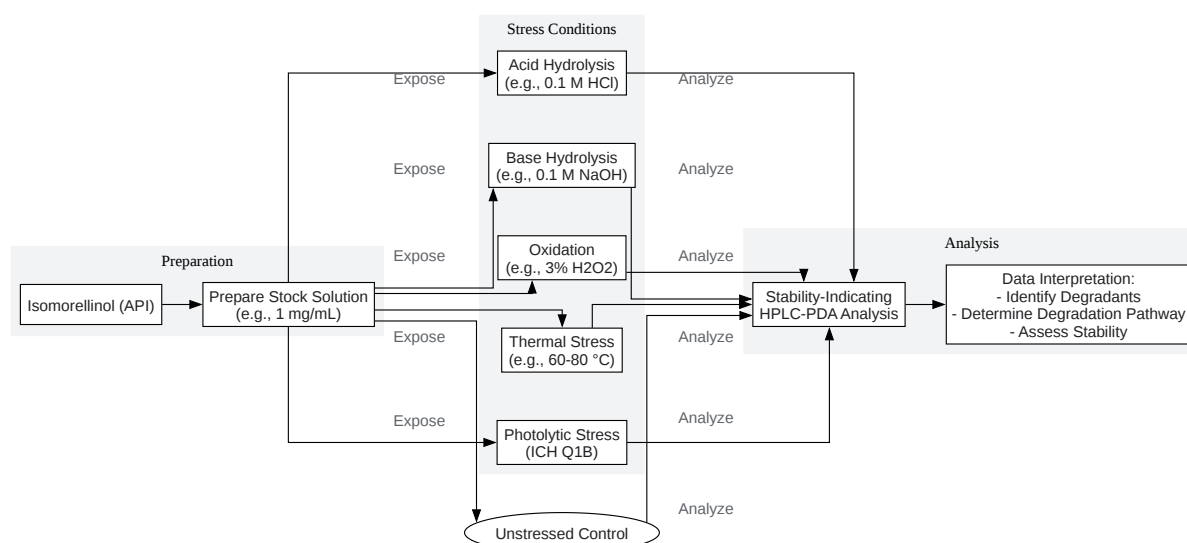 Stress Conditions
Acid Hydrolysis
(e.g., 0.1 M HCl)
Expose
Analyze
Base Hydrolysis
(e.g., 0.1 M NaOH)
Expose
Analyze
Preparation
Isomorellinol (API)
Prepare Stock Solution
(e.g., 1 mg/mL)
Expose
Oxidation
(e.g., 3% H2O2)
Analyze
Expose
Thermal Stress
(e.g., 60-80 °C)
Analyze
Analysis
Stability-Indicating
HPLC-PDA Analysis
Data Interpretation:
- Identify Degradants
- Determine Degradation Pathway
- Assess Stability
Expose
Photolytic Stress
(ICH Q1B)
Analyze
Unstressed Control
Analyze